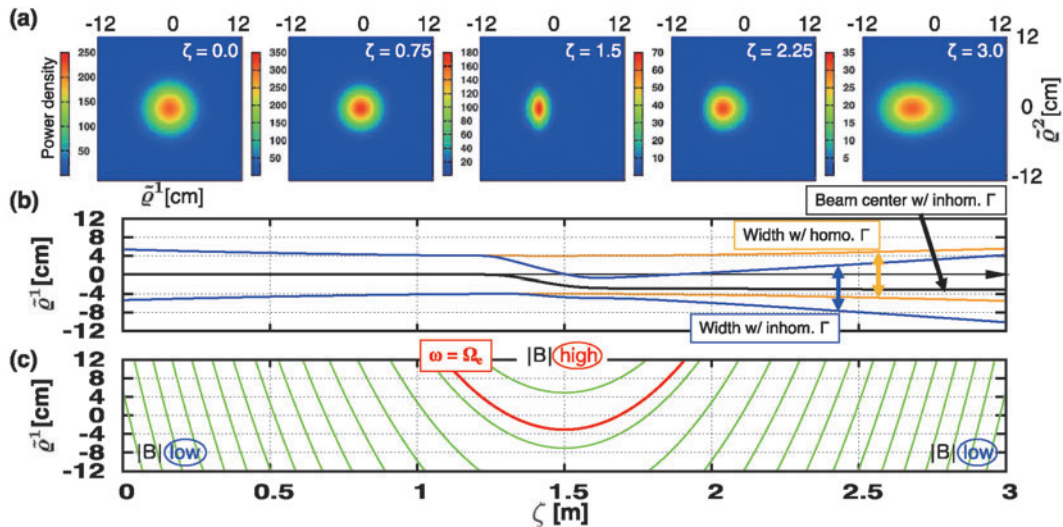 (a)
-12 0 12 -12 0 12 -12 0 12 -12 0 12 -12 0 12
Power density
250 200 150 100 50
ζ = 0.0
350 300 250 200 150 100 50
ζ = 0.75
180 160 140 120 100 80 60 40 20
ζ = 1.5
70 60 50 40 30 20 10
ζ = 2.25
35 30 25 20 15 10 5
ζ = 3.0
12
0
-12
ϱ̃² [cm]
ϱ̃¹ [cm]
(b)
ϱ̃¹ [cm]
12
8
4
0
-4
-8
-12
Beam center w/ inhom. Γ
Width w/ homo. Γ
Width w/ inhom. Γ
(c)
ϱ̃¹ [cm]
12
8
4
0
-4
-8
-12
ω = Ωe
|B| high
|B| low
|B| low
0 0.5 1 1.5 2 2.5 3
ζ [m]